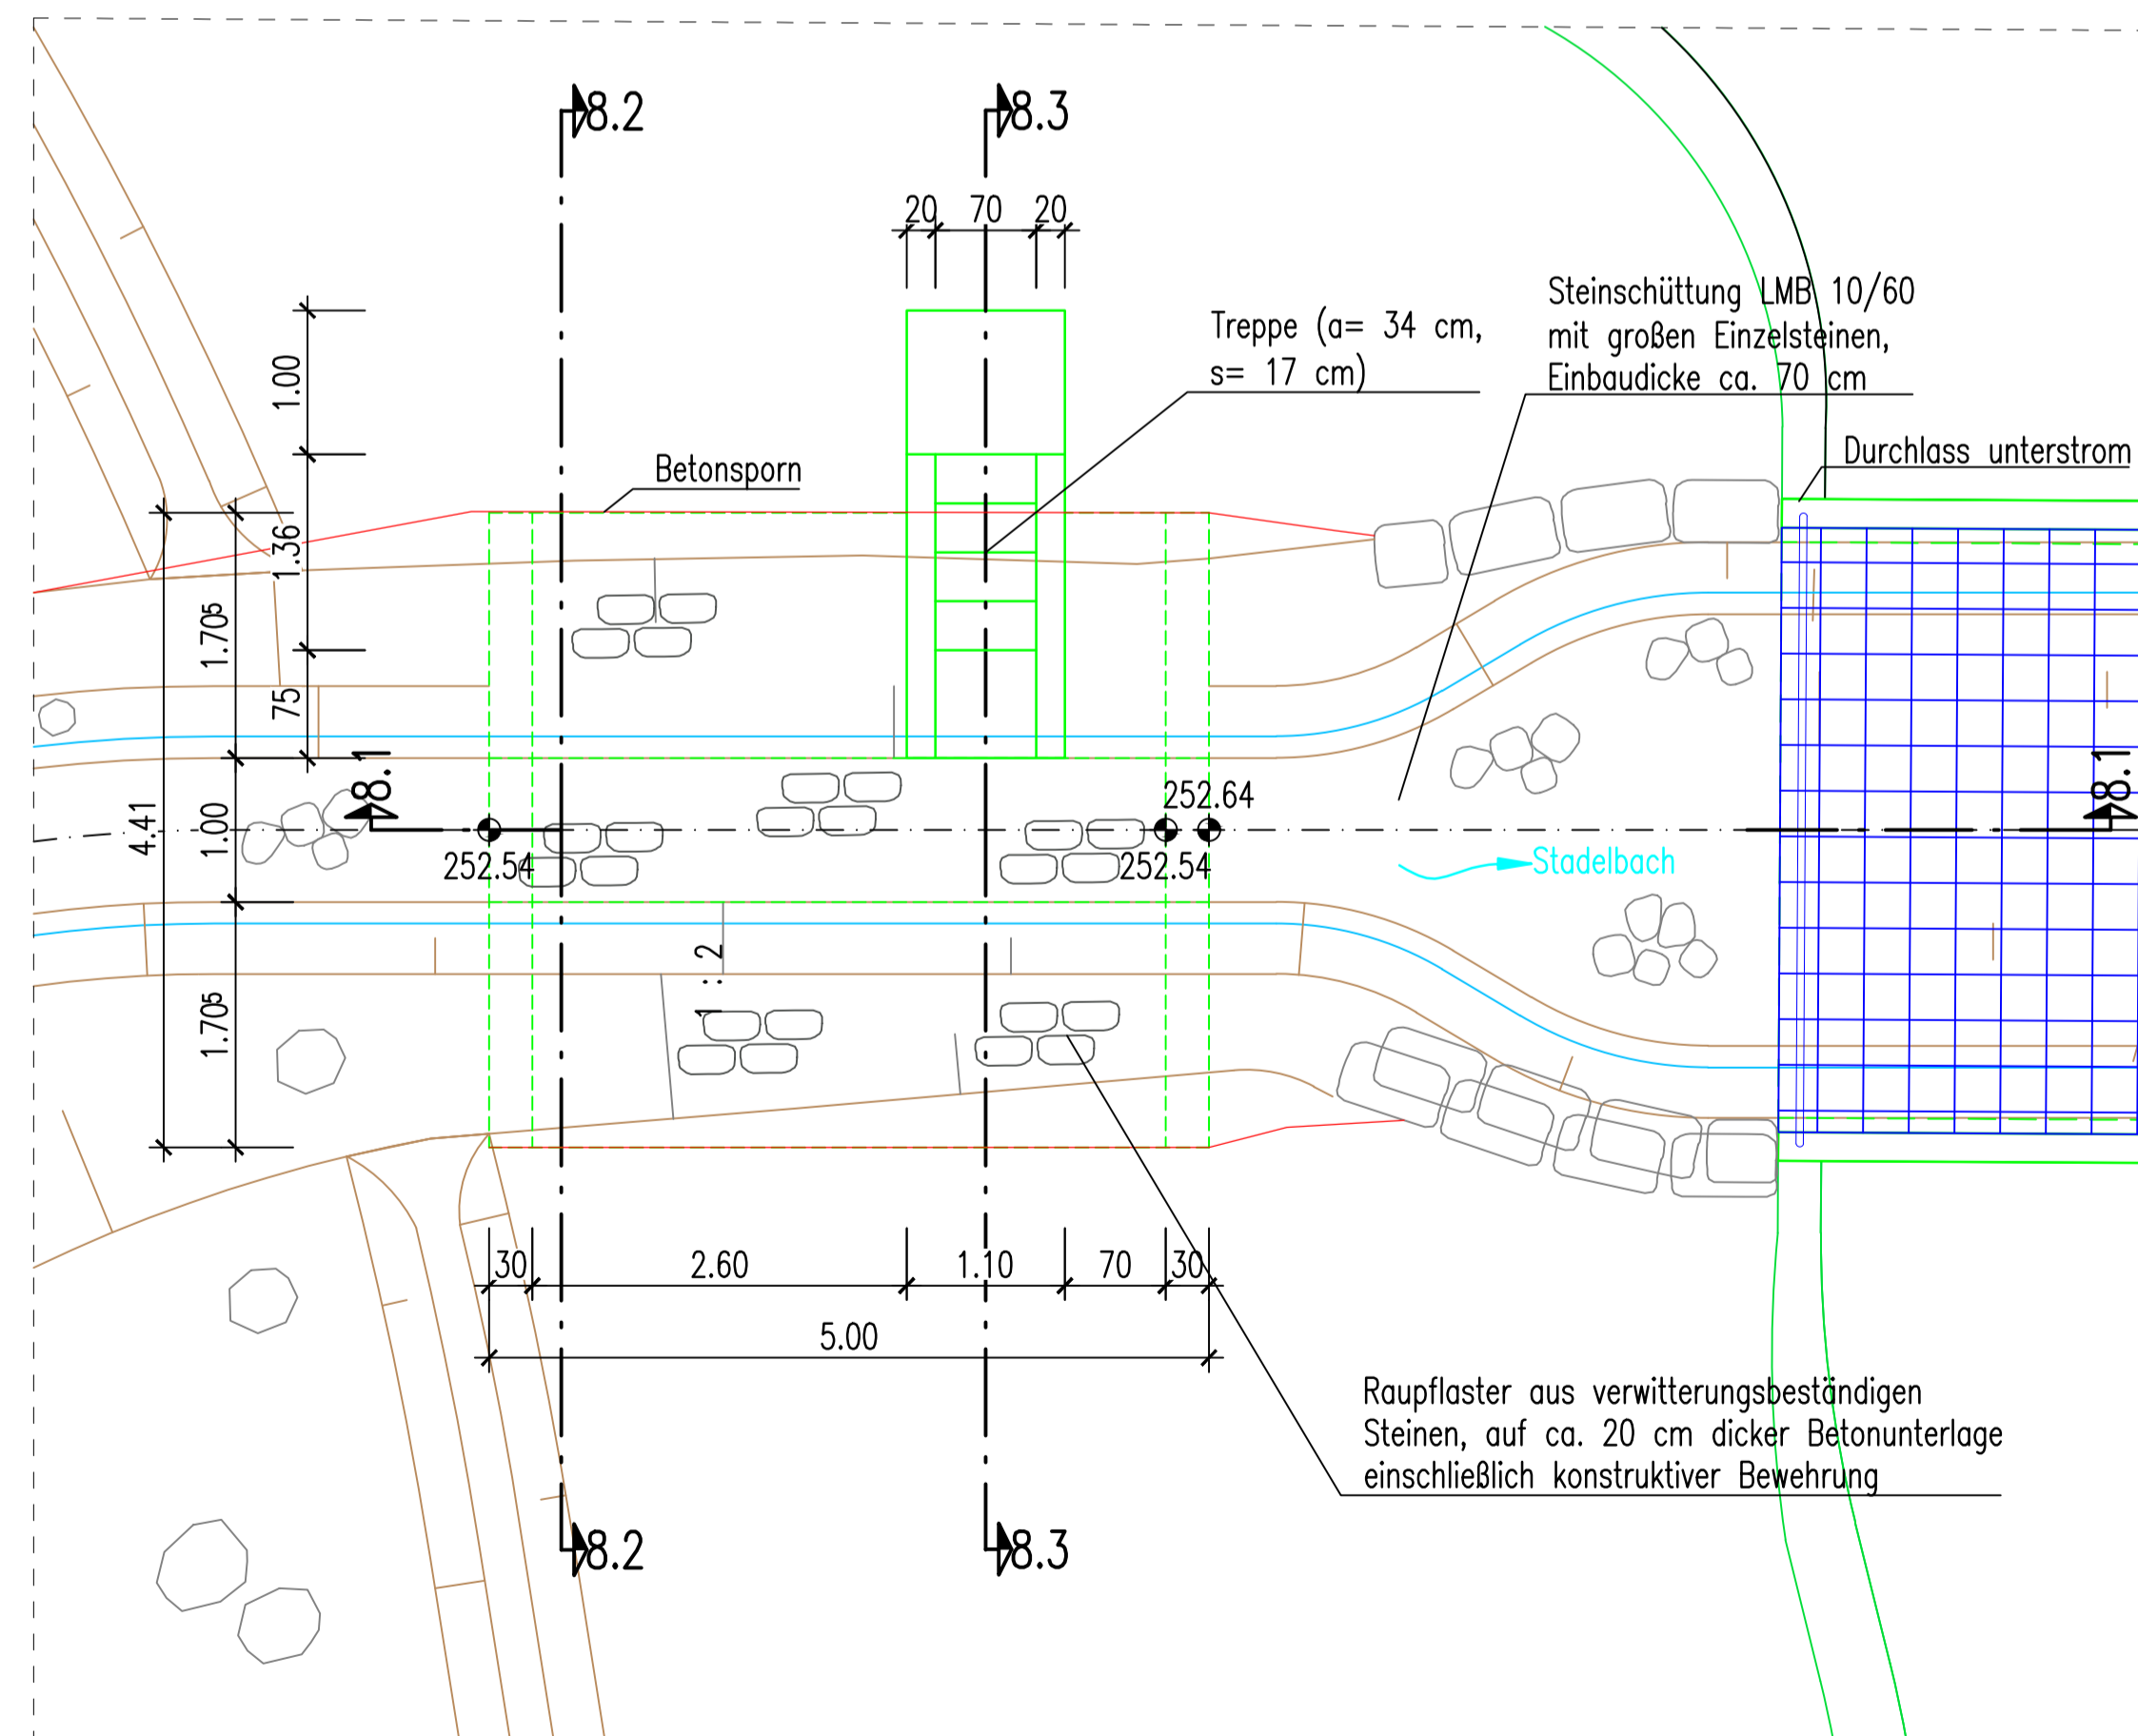 8.2
8.3
20
70
20
Steinschüttung LMB 10/60
mit großen Einzelsteinen,
Einbaudicke ca. 70 cm
Treppe (a= 34 cm,
s= 17 cm)
1.00
Durchlass unterstrom
Betonsporn
1.36
1.705
75
8.1
8.1
252.64
4.41
1.00
252.54
252.54
Stadelbach
1 : 2
1.705
30
2.60
1.10
70
30
5.00
Raupflaster aus verwitterungsbeständigen
Steinen, auf ca. 20 cm dicker Betonunterlage
einschließlich konstruktiver Bewehrung
8.2
8.3